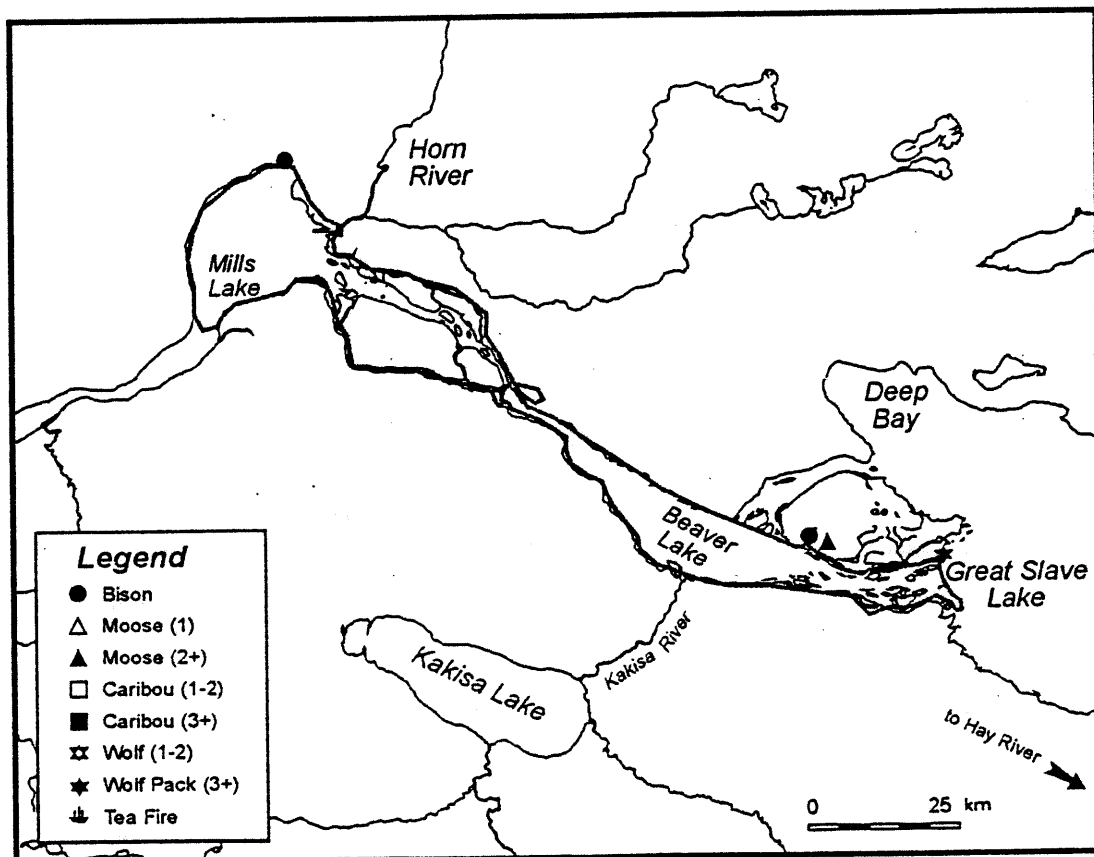 Horn
River
Mills
Lake
Deep
Bay
Beaver
Lake
Great Slave
Lake
Kakisa River
Kakisa Lake
to Hay River
0 25 km
Legend
Bison
Moose (1)
Moose (2+)
Caribou (1-2)
Caribou (3+)
Wolf (1-2)
Wolf Pack (3+)
Tea Fire